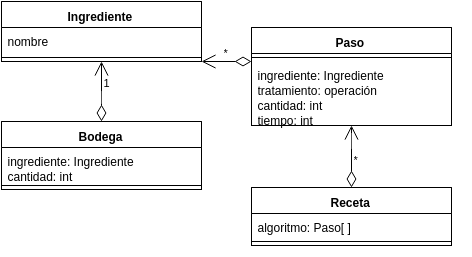 Ingrediente
nombre
*
Paso
ingrediente: Ingrediente
tratamiento: operación
cantidad: int
tiempo: int
1
Bodega
ingrediente: Ingrediente
cantidad: int
*
Receta
algoritmo: Paso[ ]